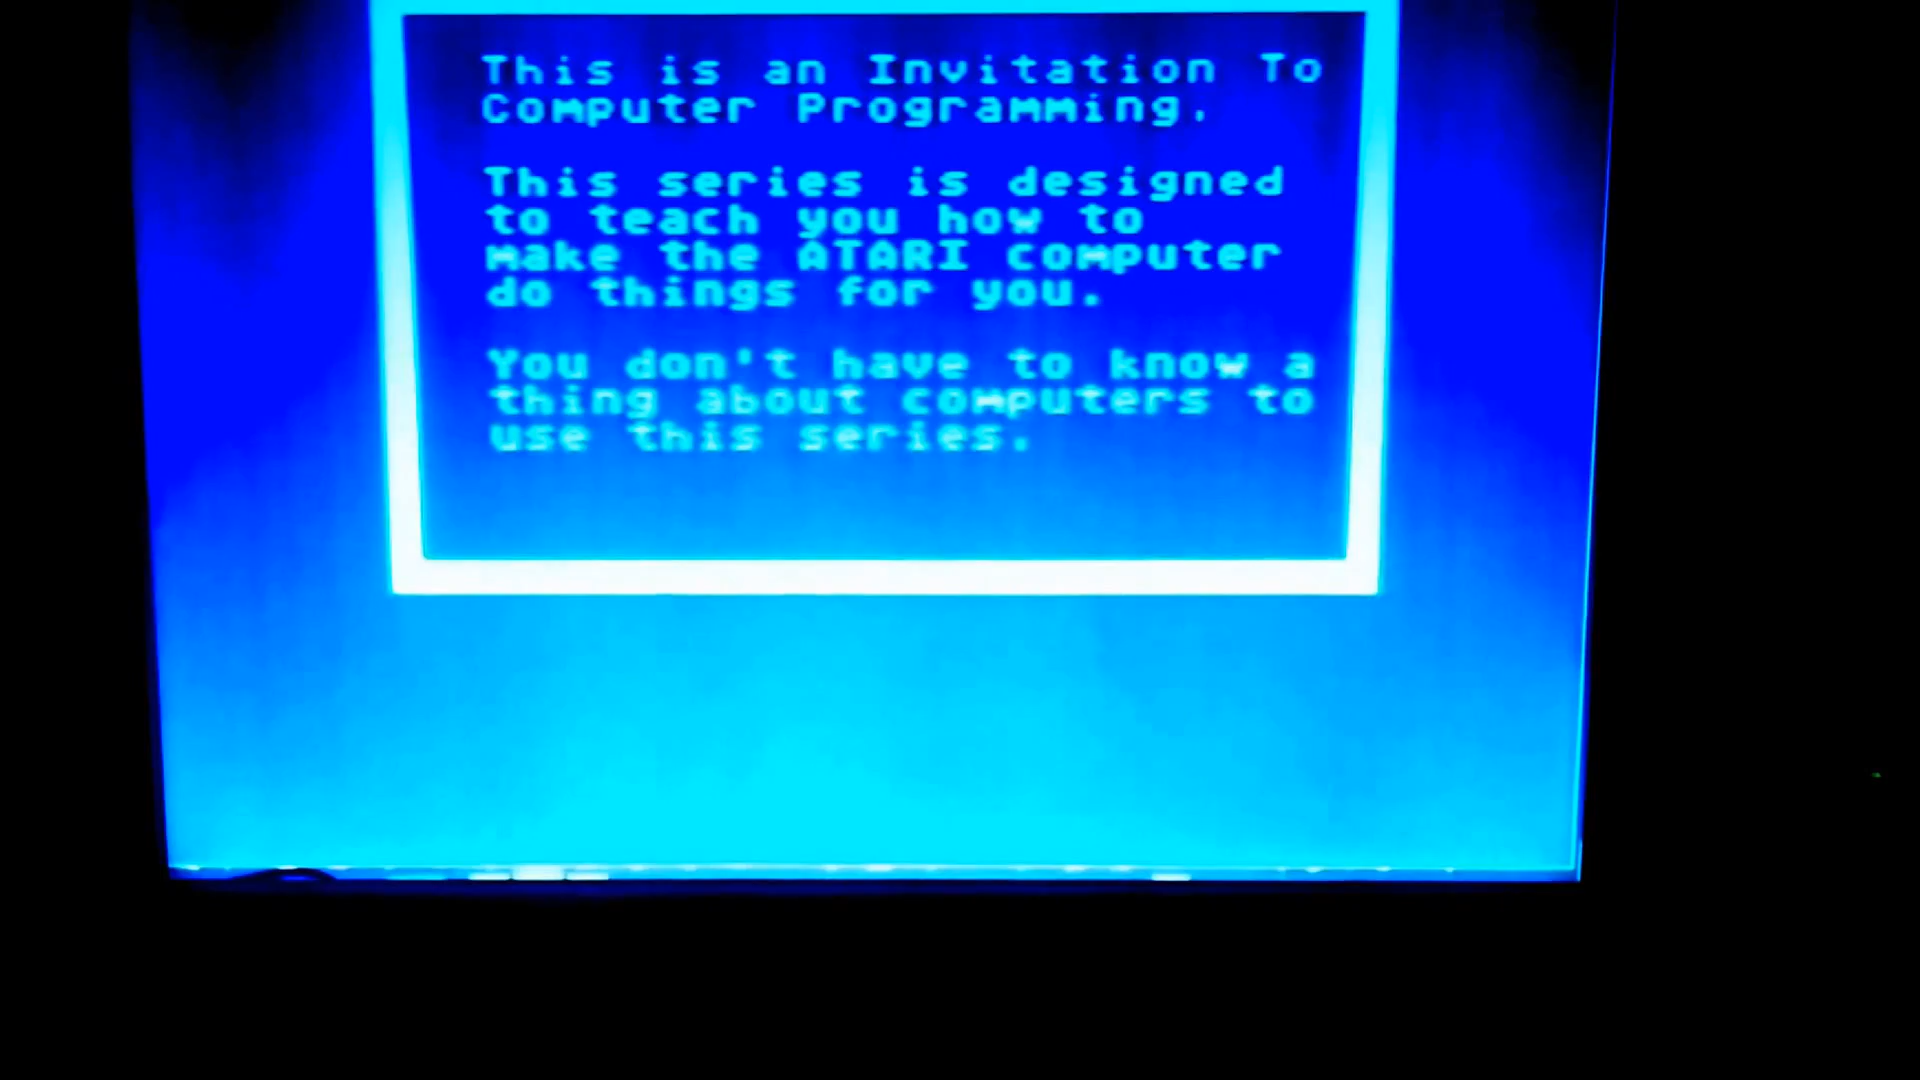 This is an Invitation To
Computer Programming.
This series is designed
to teach you how to
make the ATARI computer
do things for you.
You don't have to know a
thing about computers to
use this series.